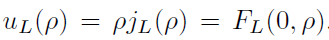 u_L(ρ) = ρj_L(ρ) = F_L(0, ρ).